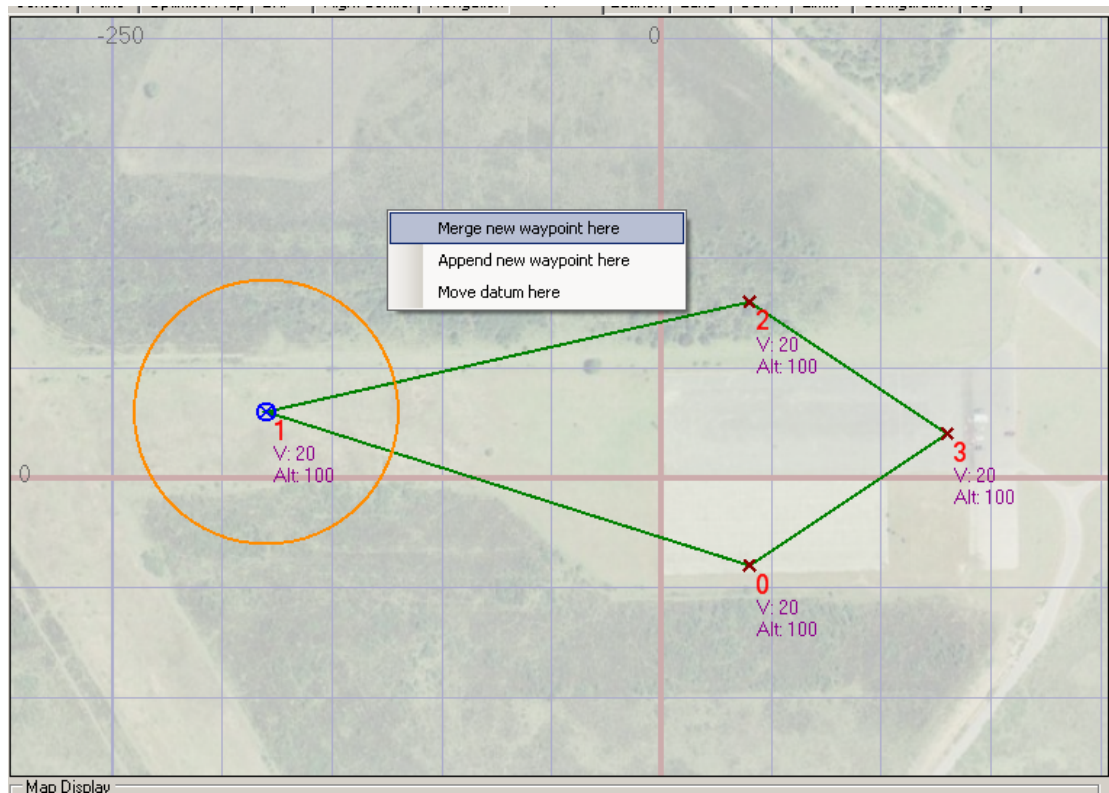 -250
0
Merge new waypoint here
Append new waypoint here
Move datum here
2
V: 20
Alt: 100
1
V: 20
Alt: 100
3
V: 20
Alt: 100
0
0
V: 20
Alt: 100
Map Display